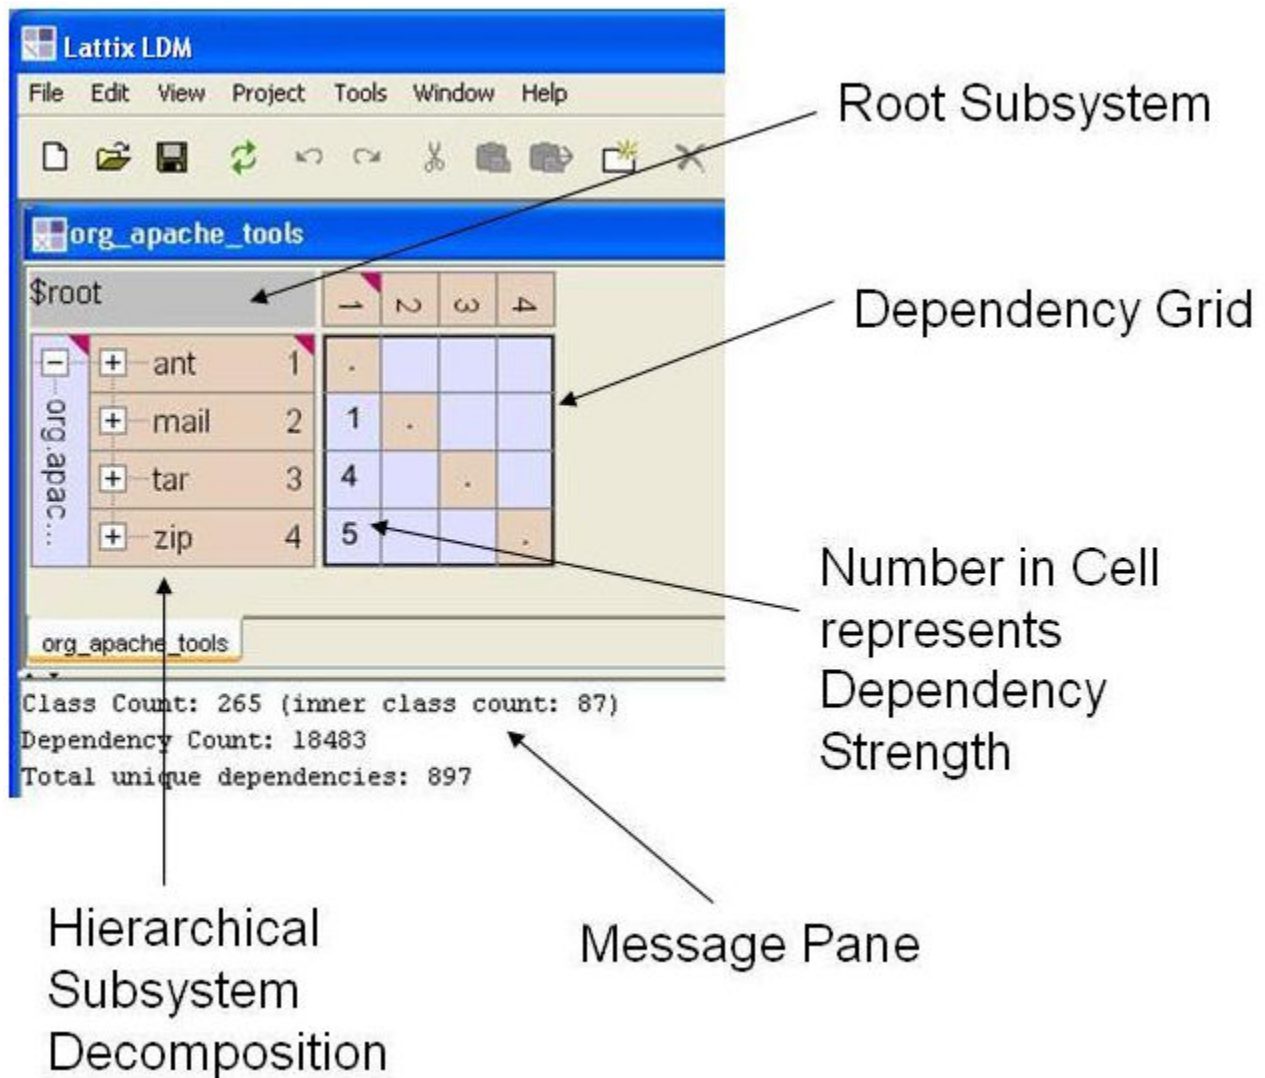 Lattix LDM
File Edit View Project Tools Window Help
Root Subsystem
org_apache_tools
$root
1 2 3 4
Dependency Grid
org.apac...
ant 1 .
mail 2 1 .
tar 3 4 .
zip 4 5 .
Number in Cell
represents
Dependency
Strength
org_apache_tools
Class Count: 265 (inner class count: 87)
Dependency Count: 18483
Total unique dependencies: 897
Hierarchical
Subsystem
Decomposition
Message Pane